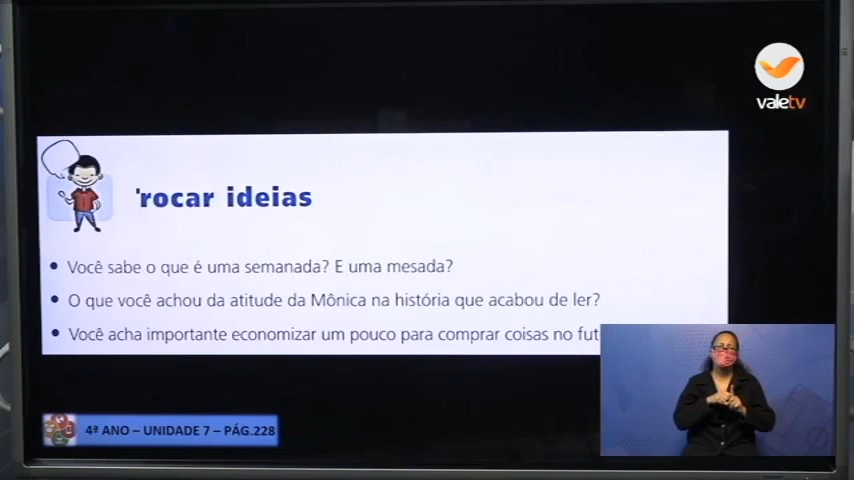 valetv
'rocar ideias
• Você sabe o que é uma semanada? E uma mesada?
• O que você achou da atitude da Mônica na história que acabou de ler?
• Você acha importante economizar um pouco para comprar coisas no fut
4ª ANO – UNIDADE 7 – PÁG.228